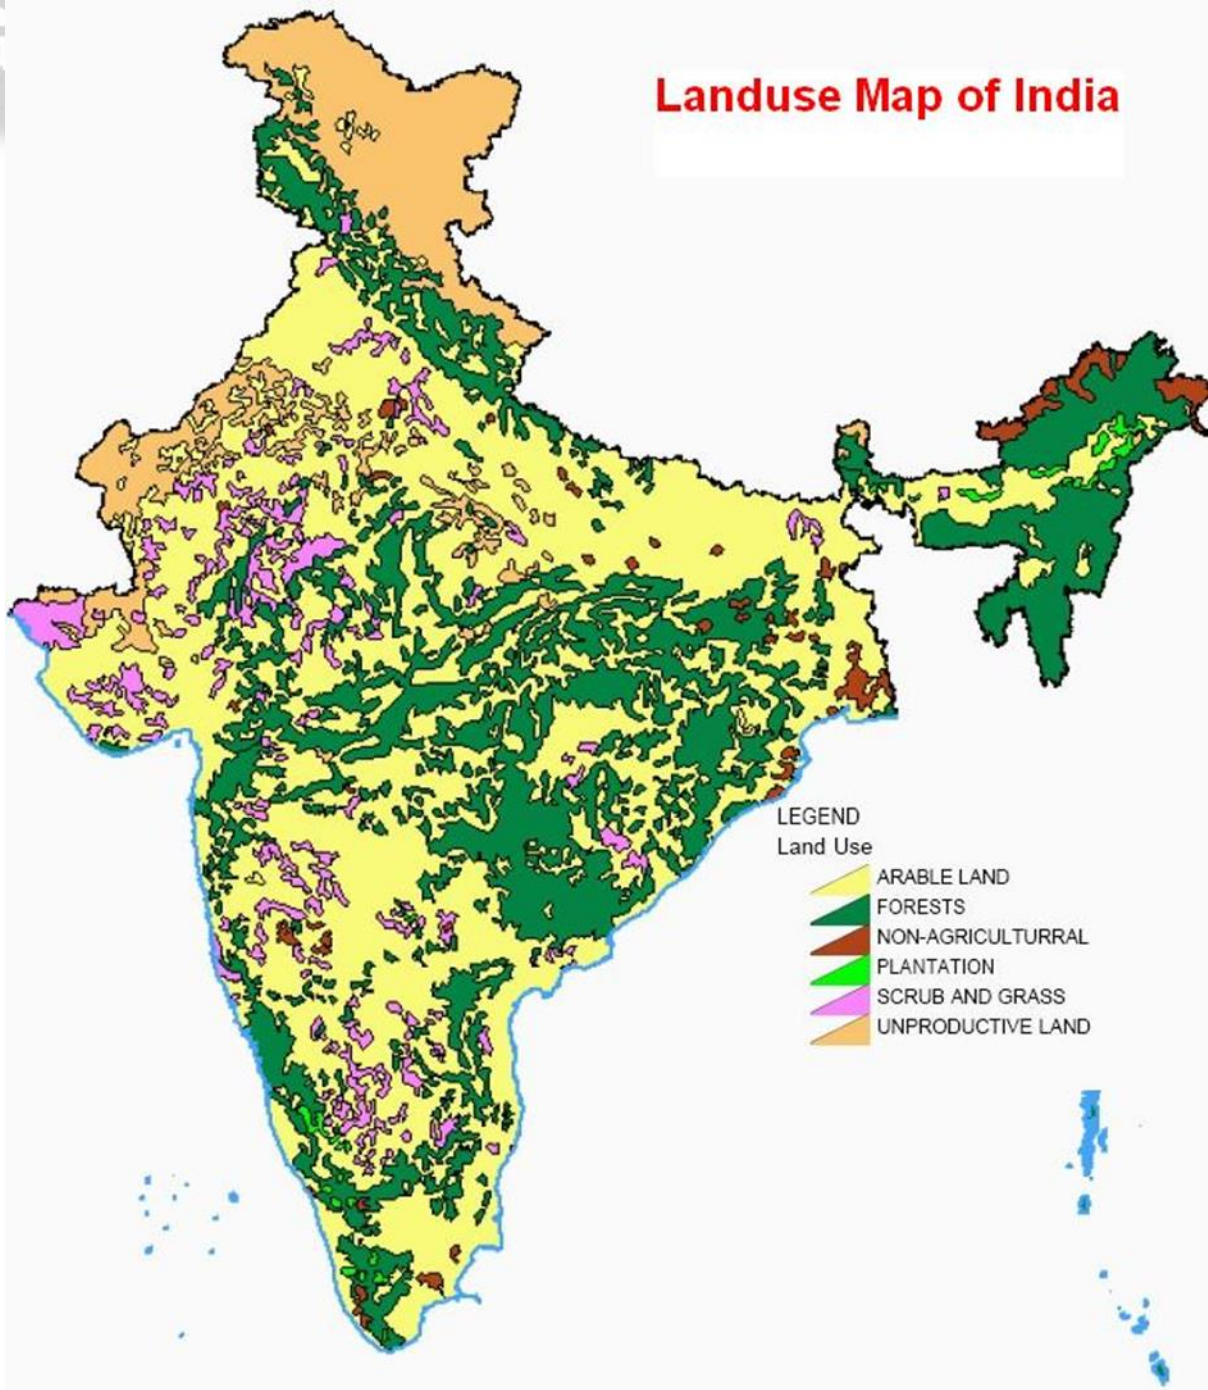 Landuse Map of India
LEGEND
Land Use
ARABLE LAND
FORESTS
NON-AGRICULTURRAL
PLANTATION
SCRUB AND GRASS
UNPRODUCTIVE LAND